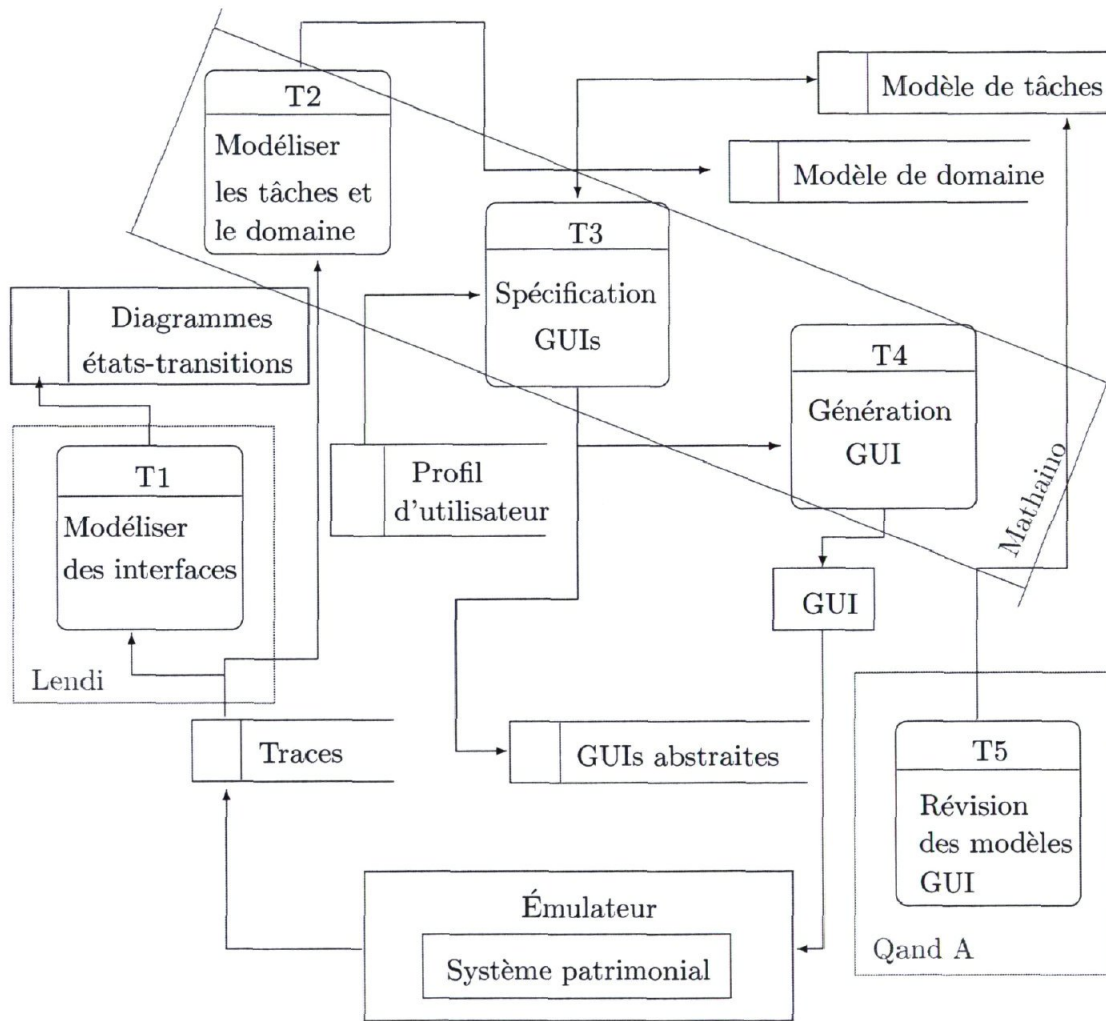 T2
Modéliser
les tâches et
le domaine
Modèle de tâches
Modèle de domaine
T3
Spécification
GUIs
Diagrammes
états-transitions
T4
Génération
GUI
T1
Modéliser
des interfaces
Profil
d'utilisateur
Mathaino
GUI
Lendi
Traces
GUIs abstraites
T5
Révision
des modèles
GUI
Émulateur
Système patrimonial
Qand A